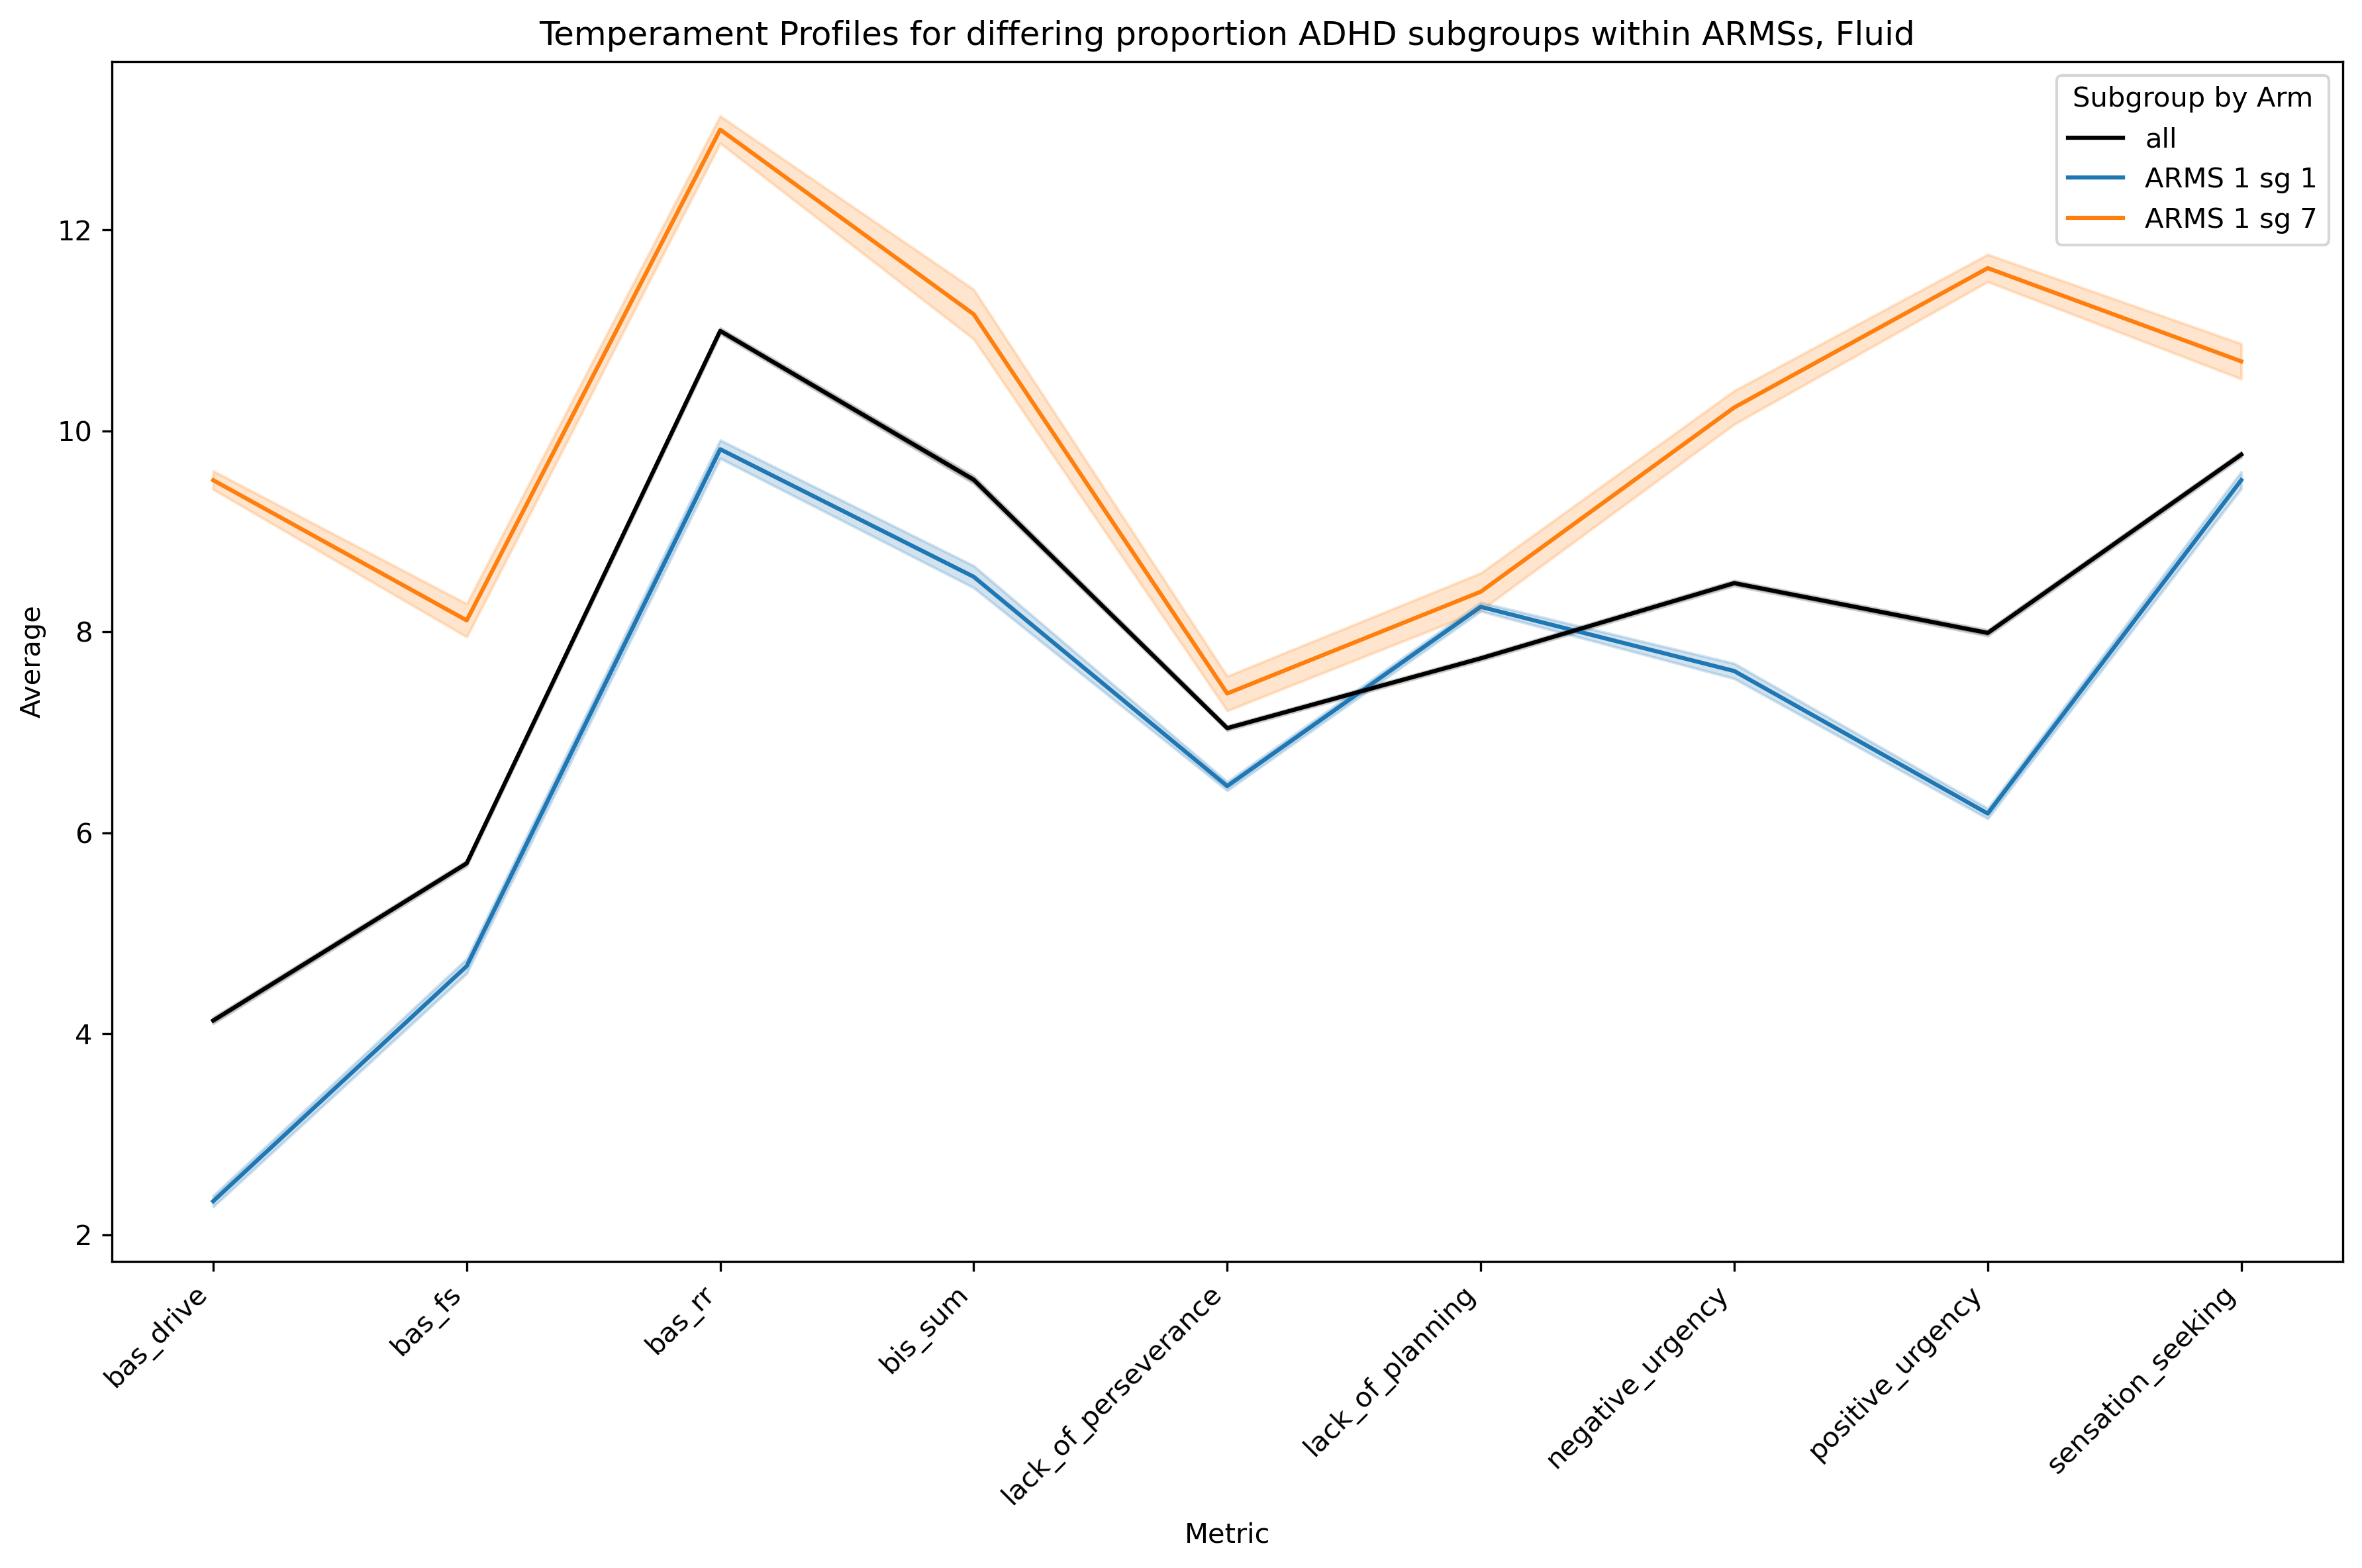 Temperament Profiles for differing proportion ADHD subgroups within ARMSs, Fluid
Subgroup by Arm
all
ARMS 1 sg 1
ARMS 1 sg 7
Average
12
10
8
6
4
2
bas_drive
bas_fs
bas_rr
bis_sum
lack_of_perseverance
lack_of_planning
negative_urgency
positive_urgency
sensation_seeking
Metric